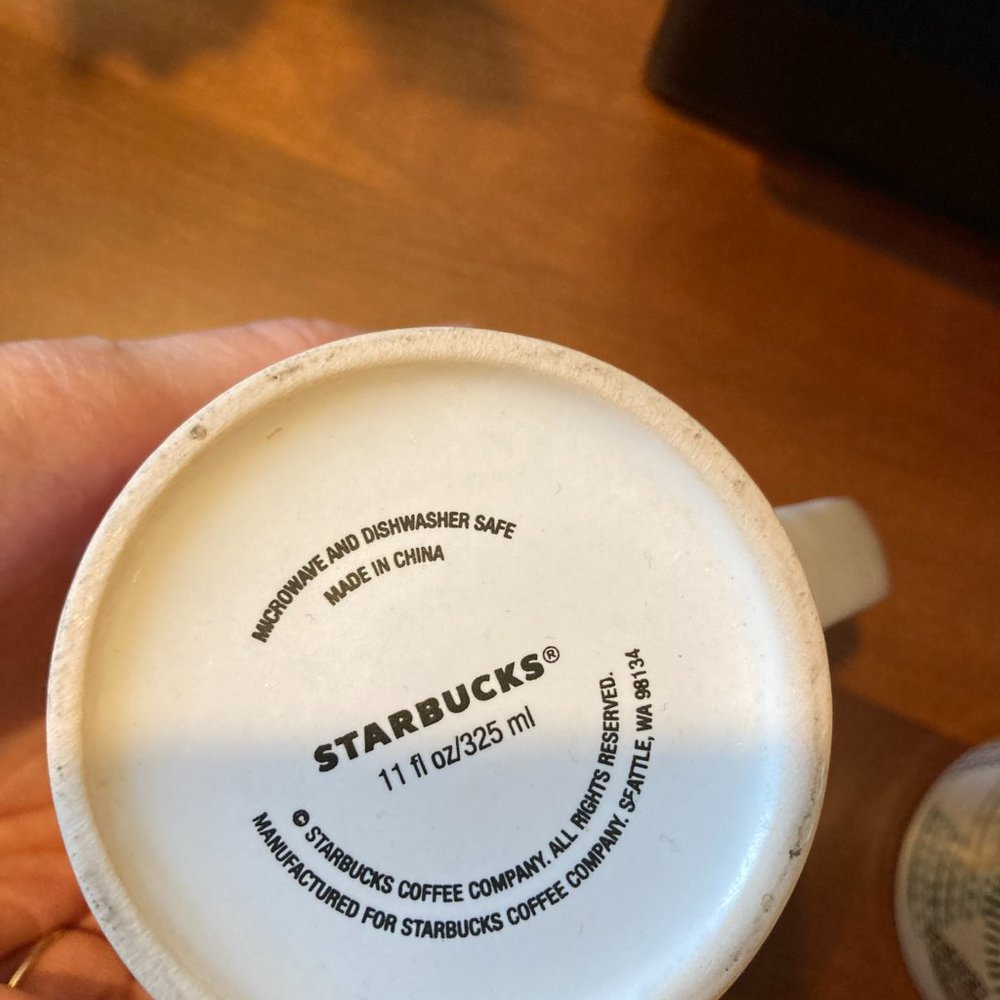 MICROWAVE AND DISHWASHER SAFE
MADE IN CHINA
STARBUCKS®
11 fl oz/325 ml
© STARBUCKS COFFEE COMPANY. ALL RIGHTS RESERVED.
MANUFACTURED FOR STARBUCKS COFFEE COMPANY. SEATTLE, WA 98134